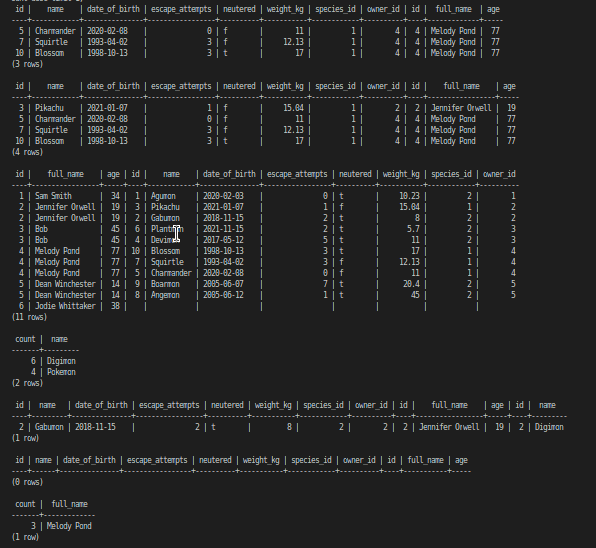 id | name | date_of_birth | escape_attempts | neutered | weight_kg | species_id | owner_id | id | full_name | age
5 | Charmander | 2020-02-08 | 0 | f | 11 | 1 | 4 | 4 | Melody Pond | 77
7 | Squirtle | 1993-04-02 | 3 | f | 12.13 | 1 | 4 | 4 | Melody Pond | 77
10 | Blossom | 1998-10-13 | 3 | t | 17 | 1 | 4 | 4 | Melody Pond | 77
(3 rows)
id | name | date_of_birth | escape_attempts | neutered | weight_kg | species_id | owner_id | id | full_name | age
3 | Pikachu | 2021-01-07 | 1 | f | 15.04 | 1 | 2 | 2 | Jennifer Orwell | 19
5 | Charmander | 2020-02-08 | 0 | f | 11 | 1 | 4 | 4 | Melody Pond | 77
7 | Squirtle | 1993-04-02 | 3 | f | 12.13 | 1 | 4 | 4 | Melody Pond | 77
10 | Blossom | 1998-10-13 | 3 | t | 17 | 1 | 4 | 4 | Melody Pond | 77
(4 rows)
id | full_name | age | id | name | date_of_birth | escape_attempts | neutered | weight_kg | species_id | owner_id
1 | Sam Smith | 34 | 1 | Agumon | 2020-02-03 | 0 | t | 10.23 | 2 | 1
2 | Jennifer Orwell | 19 | 3 | Pikachu | 2021-01-07 | 1 | f | 15.04 | 1 | 2
2 | Jennifer Orwell | 19 | 2 | Gabumon | 2018-11-15 | 2 | t | 8 | 2 | 2
3 | Bob | 45 | 6 | 2021-11-15 | 2 | t | 5.7 | 2 | 3
3 | Bob | 45 | 4 | 2017-05-12 | 5 | t | 11 | 2 | 3
4 | Melody Pond | 77 | 10 | Blossom | 1998-10-13 | 3 | t | 17 | 1 | 4
4 | Melody Pond | 77 | 7 | Squirtle | 1993-04-02 | 3 | f | 12.13 | 1 | 4
4 | Melody Pond | 77 | 5 | Charmander | 2020-02-08 | 0 | f | 11 | 1 | 4
5 | Dean Winchester | 14 | 9 | Boarmon | 2005-06-07 | 7 | t | 20.4 | 2 | 5
5 | Dean Winchester | 14 | 8 | Angemon | 2005-06-12 | 1 | t | 45 | 2 | 5
6 | Jodie Whittaker | 38 | | | | | | | |
(11 rows)
count | name
6 | Digimon
4 | Pokemon
(2 rows)
id | name | date_of_birth | escape_attempts | neutered | weight_kg | species_id | owner_id | id | full_name | age | id | name
2 | Gabumon | 2018-11-15 | 2 | t | 8 | 2 | 2 | 2 | Jennifer Orwell | 19 | 2 | Digimon
(1 row)
id | name | date_of_birth | escape_attempts | neutered | weight_kg | species_id | owner_id | id | full_name | age
(0 rows)
count | full_name
3 | Melody Pond
(1 row)